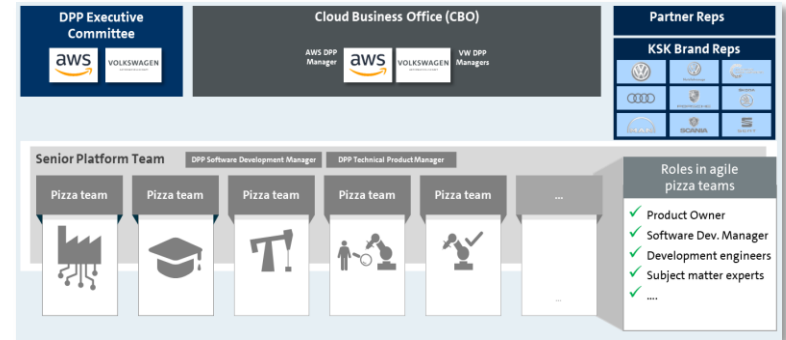 DPP Executive
Committee
aws
VOLKSWAGEN
Cloud Business Office (CBO)
AWS DPP
Manager
aws
VOLKSWAGEN
VW DPP
Managers
Partner Reps
KSK Brand Reps
SCANIA
Senior Platform Team
DPP Software Development Manager
DPP Technical Product Manager
Pizza team
Pizza team
Pizza team
Pizza team
Pizza team
...
...
Roles in agile
pizza teams
Product Owner
Software Dev. Manager
Development engineers
Subject matter experts
....